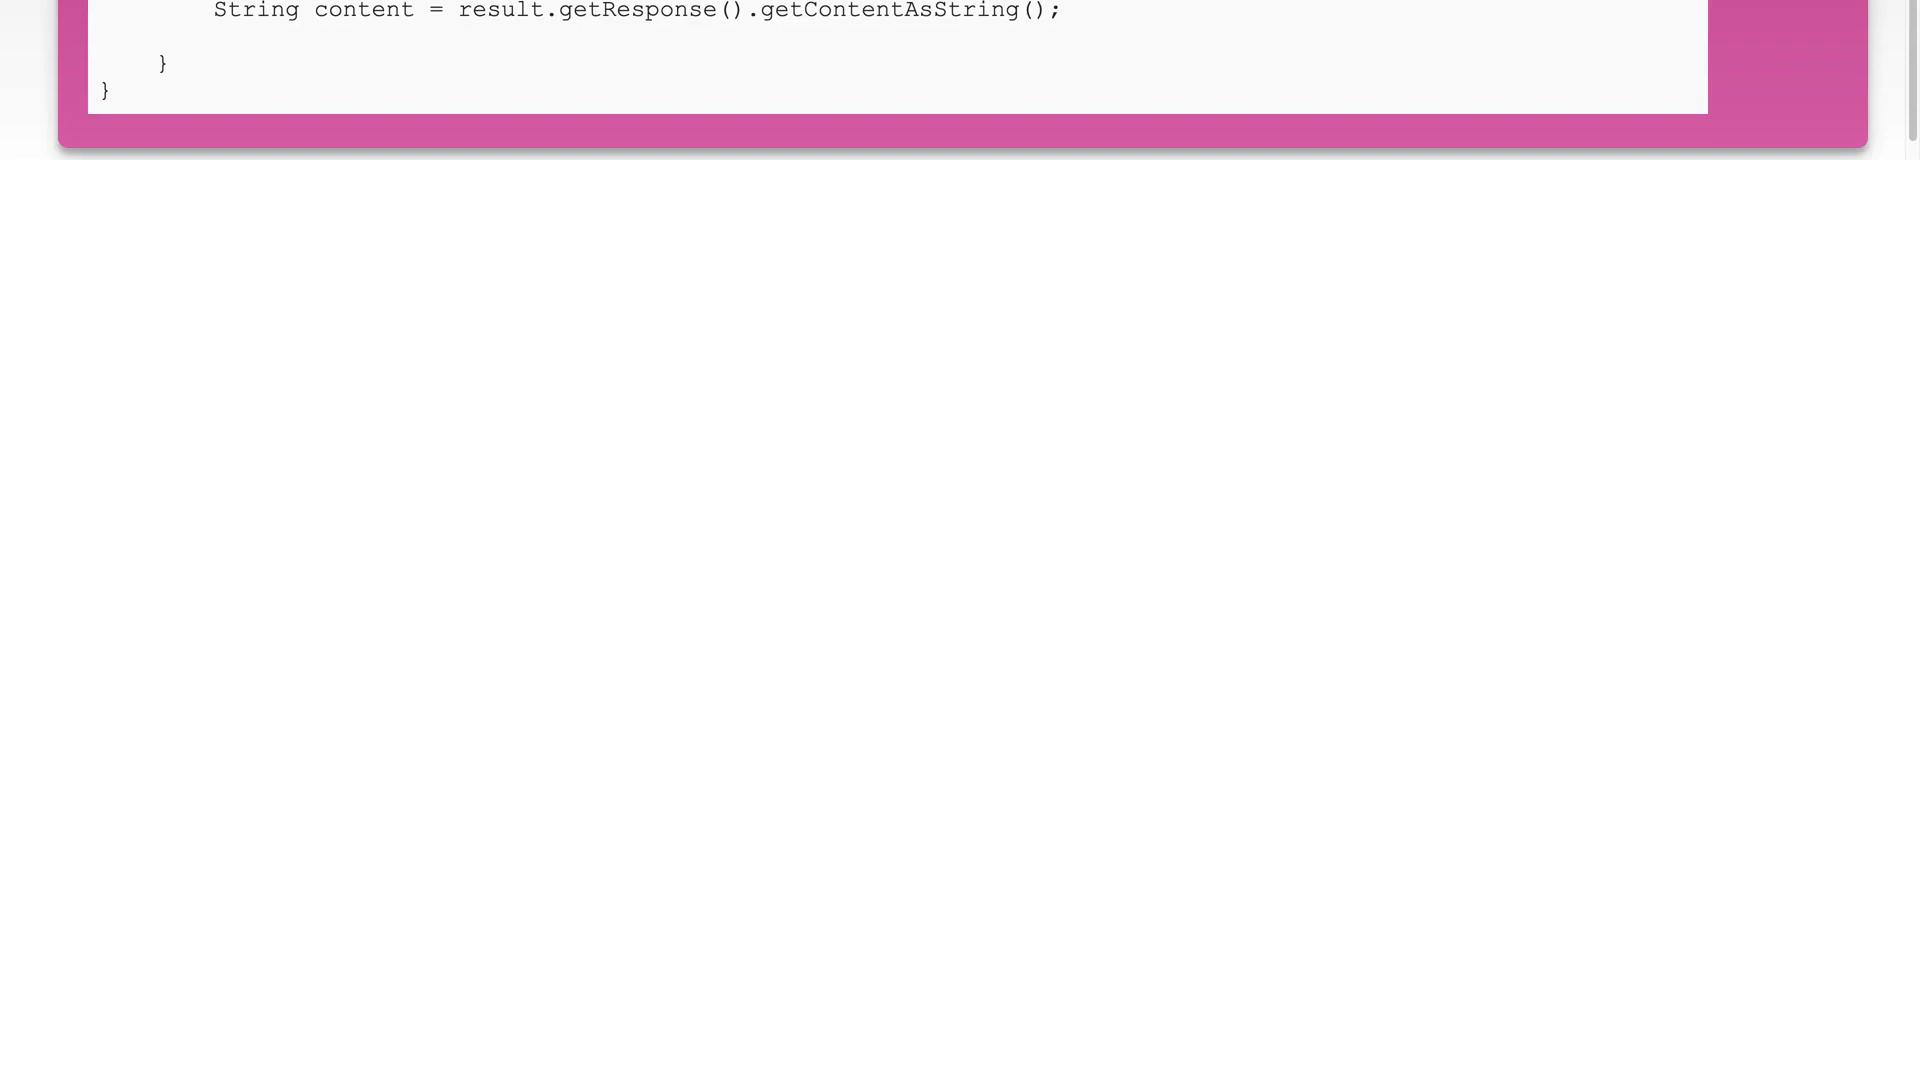 String content = result.getResponse().getContentAsString();
}
}